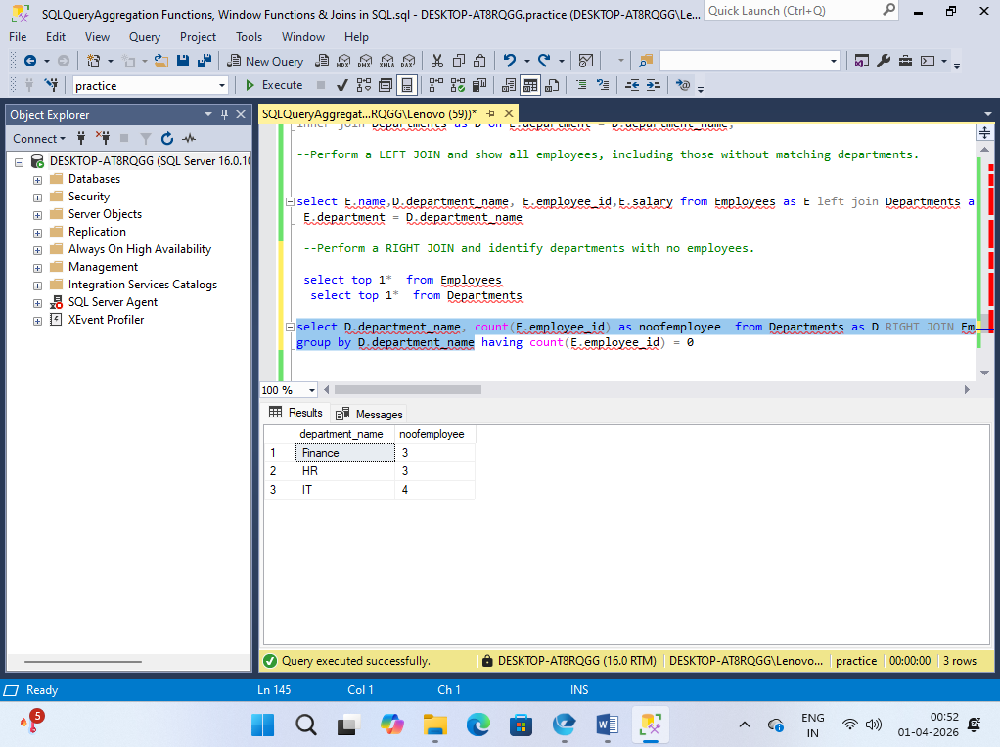 SQLQueryAggregation Functions, Window Functions & Joins in SQL.sql - DESKTOP-AT8RQGG.practice (DESKTOP-AT8RQGG\Le...
Quick Launch (Ctrl+Q)
File Edit View Query Project Tools Window Help
New Query MDX DMX XMLA DAX
practice Execute
Object Explorer
Connect
DESKTOP-AT8RQGG (SQL Server 16.0.10
Databases
Security
Server Objects
Replication
Always On High Availability
Management
Integration Services Catalogs
SQL Server Agent
XEvent Profiler
SQLQueryAggregat...RQGG\Lenovo (59))*
inner join Departments as D on E.department = D.department_name;
--Perform a LEFT JOIN and show all employees, including those without matching departments.
select E.name,D.department_name, E.employee_id,E.salary from Employees as E left join Departments a
E.department = D.department_name
--Perform a RIGHT JOIN and identify departments with no employees.
select top 1* from Employees
select top 1* from Departments
select D.department_name, count(E.employee_id) as noofemployee from Departments as D RIGHT JOIN Em
group by D.department_name having count(E.employee_id) = 0
100 %
Results Messages
department_name noofemployee
1 Finance 3
2 HR 3
3 IT 4
Query executed successfully. DESKTOP-AT8RQGG (16.0 RTM) DESKTOP-AT8RQGG\Lenovo... practice 00:00:00 3 rows
Ready Ln 145 Col 1 Ch 1 INS
5
ENG
IN
00:52
01-04-2026